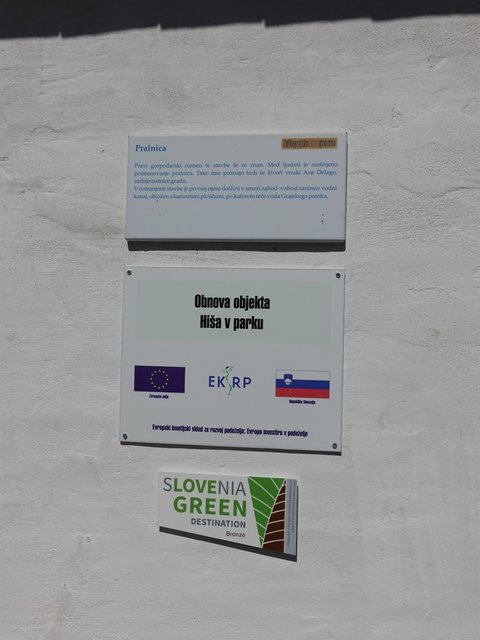 Pralnica
Pravi gospodarski namen te stavbe še ni znan. Med ljudmi je razširjeno
poimenovanje pralnica. Tako ime poznajo tudi še živeči vnuki Ane Delago,
zadnje lastnice gradu.
V notranjosti stavbe je po vsej njeni dolžini v smeri zahod–vzhod zanimiv vodni
kanal, obložen s kamnitimi ploščami, po katerem teče voda Grajskega potoka.
Obnova objekta
Hiša v parku
EKSRP
Evropska unija
Republika Slovenija
Evropski kmetijski sklad za razvoj podeželja: Evropa investira v podeželje
SLOVENIA
GREEN
DESTINATION
Bronze